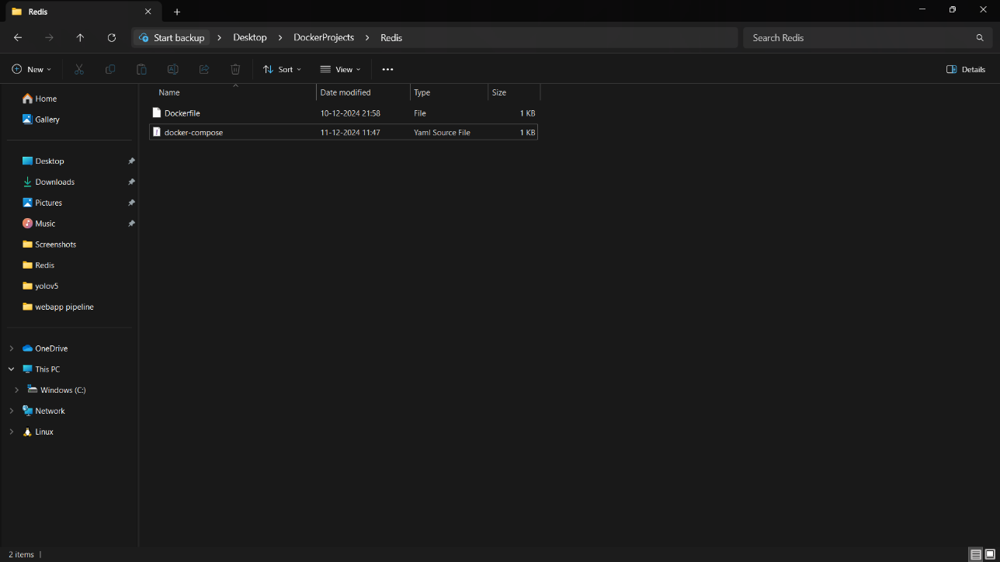 Redis
Start backup > Desktop > DockerProjects > Redis
Search Redis
New
Sort
View
Details
Name Date modified Type Size
Dockerfile 10-12-2024 21:58 File 1 KB
docker-compose 11-12-2024 11:47 Yaml Source File 1 KB
Home
Gallery
Desktop
Downloads
Pictures
Music
Screenshots
Redis
yolov5
webapp pipeline
OneDrive
This PC
Windows (C:)
Network
Linux
2 items